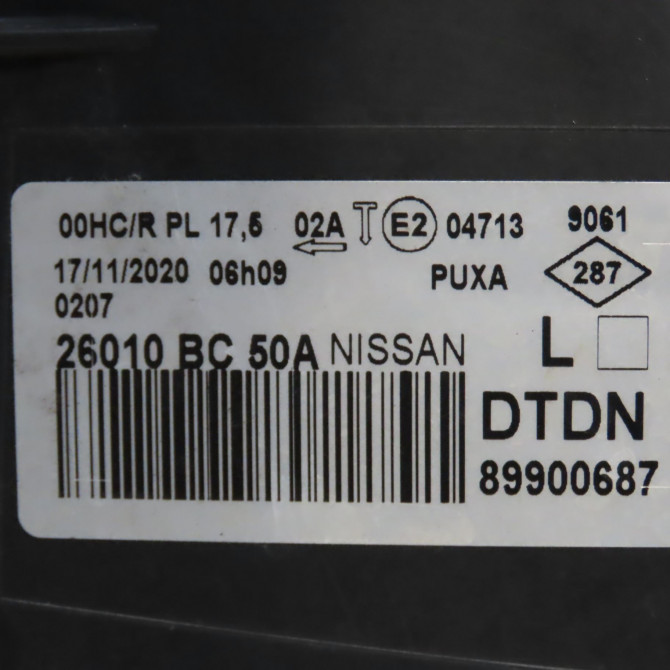 00HC/R PL 17,5 02A E2 04713 9061
17/11/2020 06h09 PUXA 287
0207
26010 BC 50A NISSAN L
DTDN
89900687